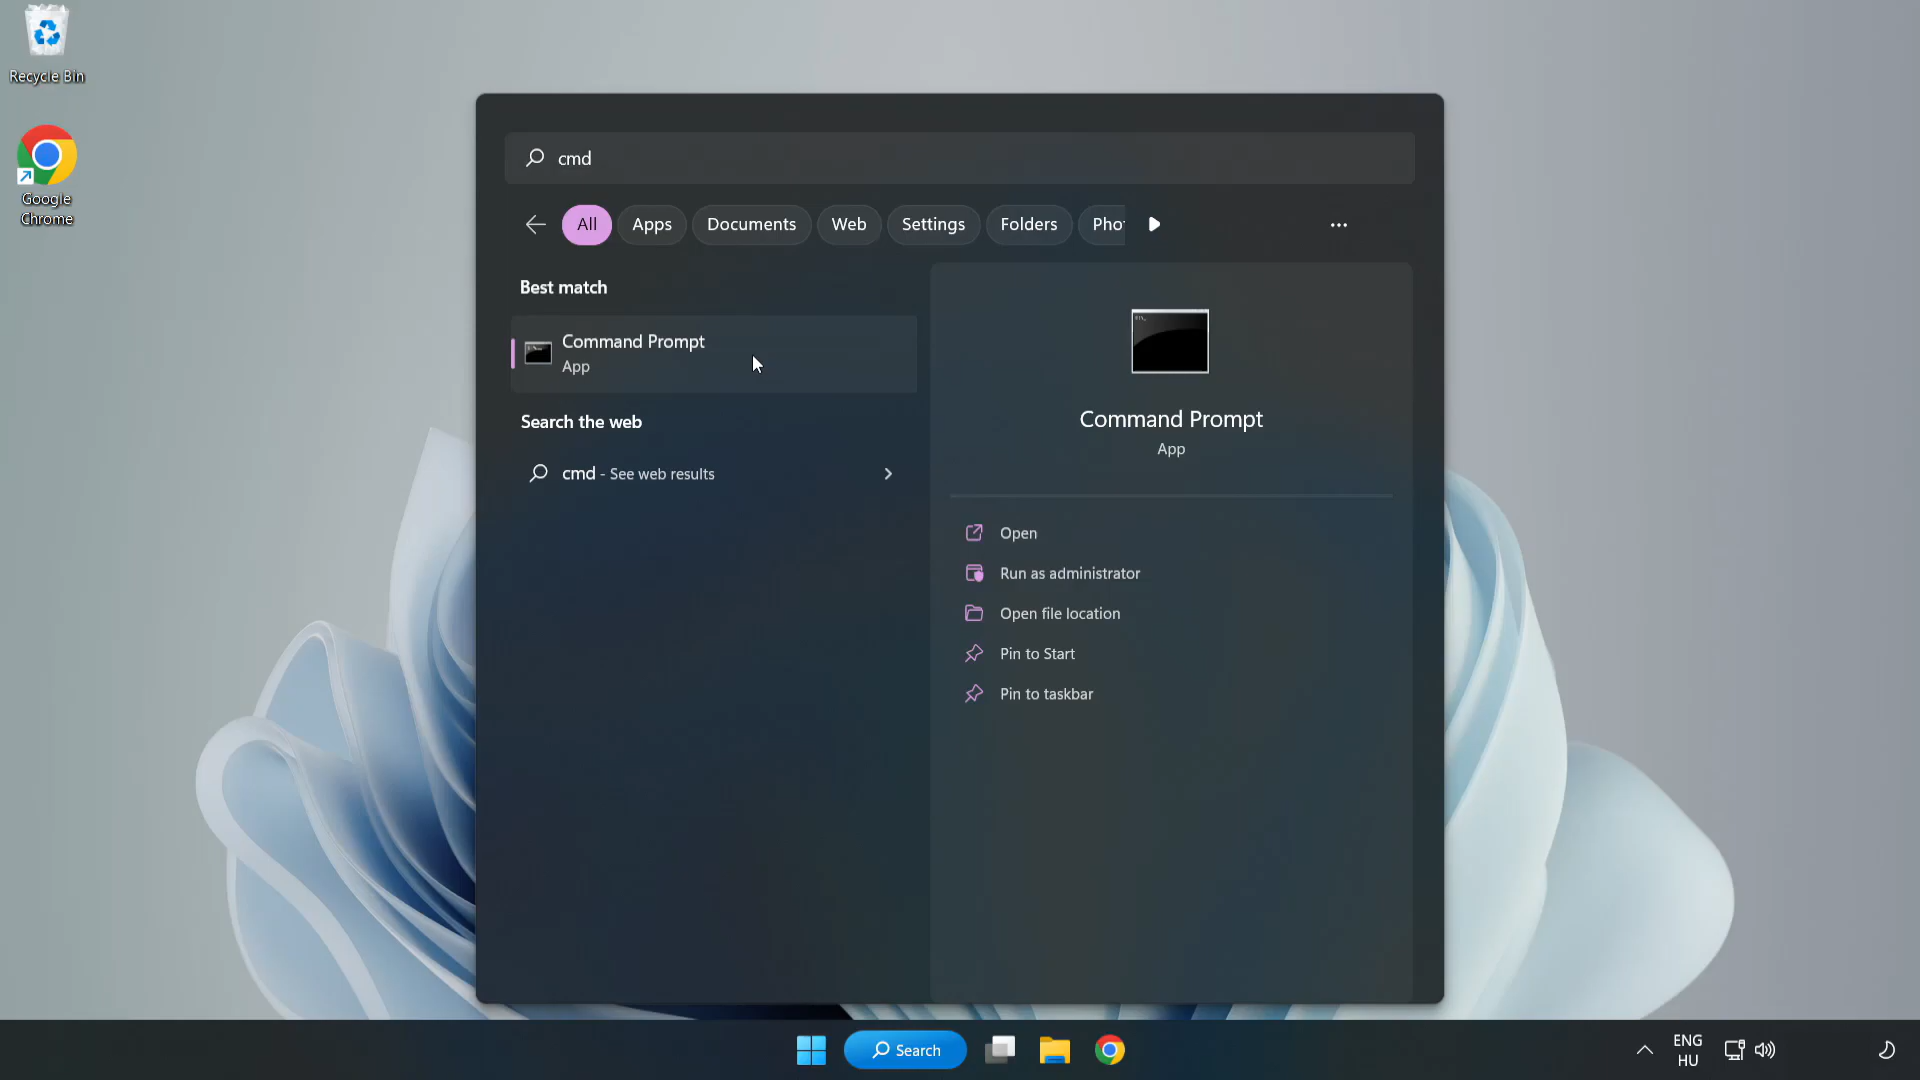 Recycle Bin
Google
Chrome
cmd
All
Apps
Documents
Web
Settings
Folders
Pho
Best match
Command Prompt
App
Search the web
cmd - See web results
Command Prompt
App
Open
Run as administrator
Open file location
Pin to Start
Pin to taskbar
Search
ENG
HU